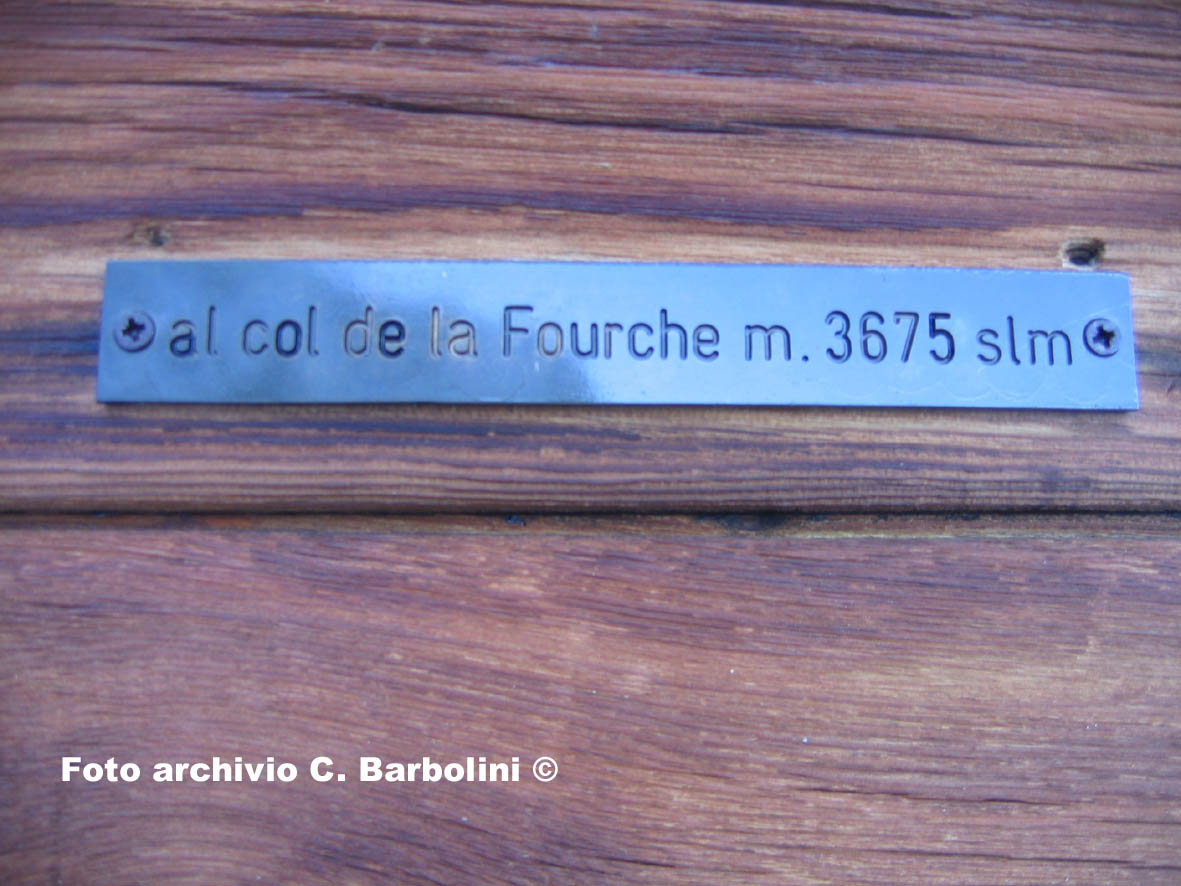 al col de la Fourche m. 3675 slm
Foto archivio C. Barbolini ©